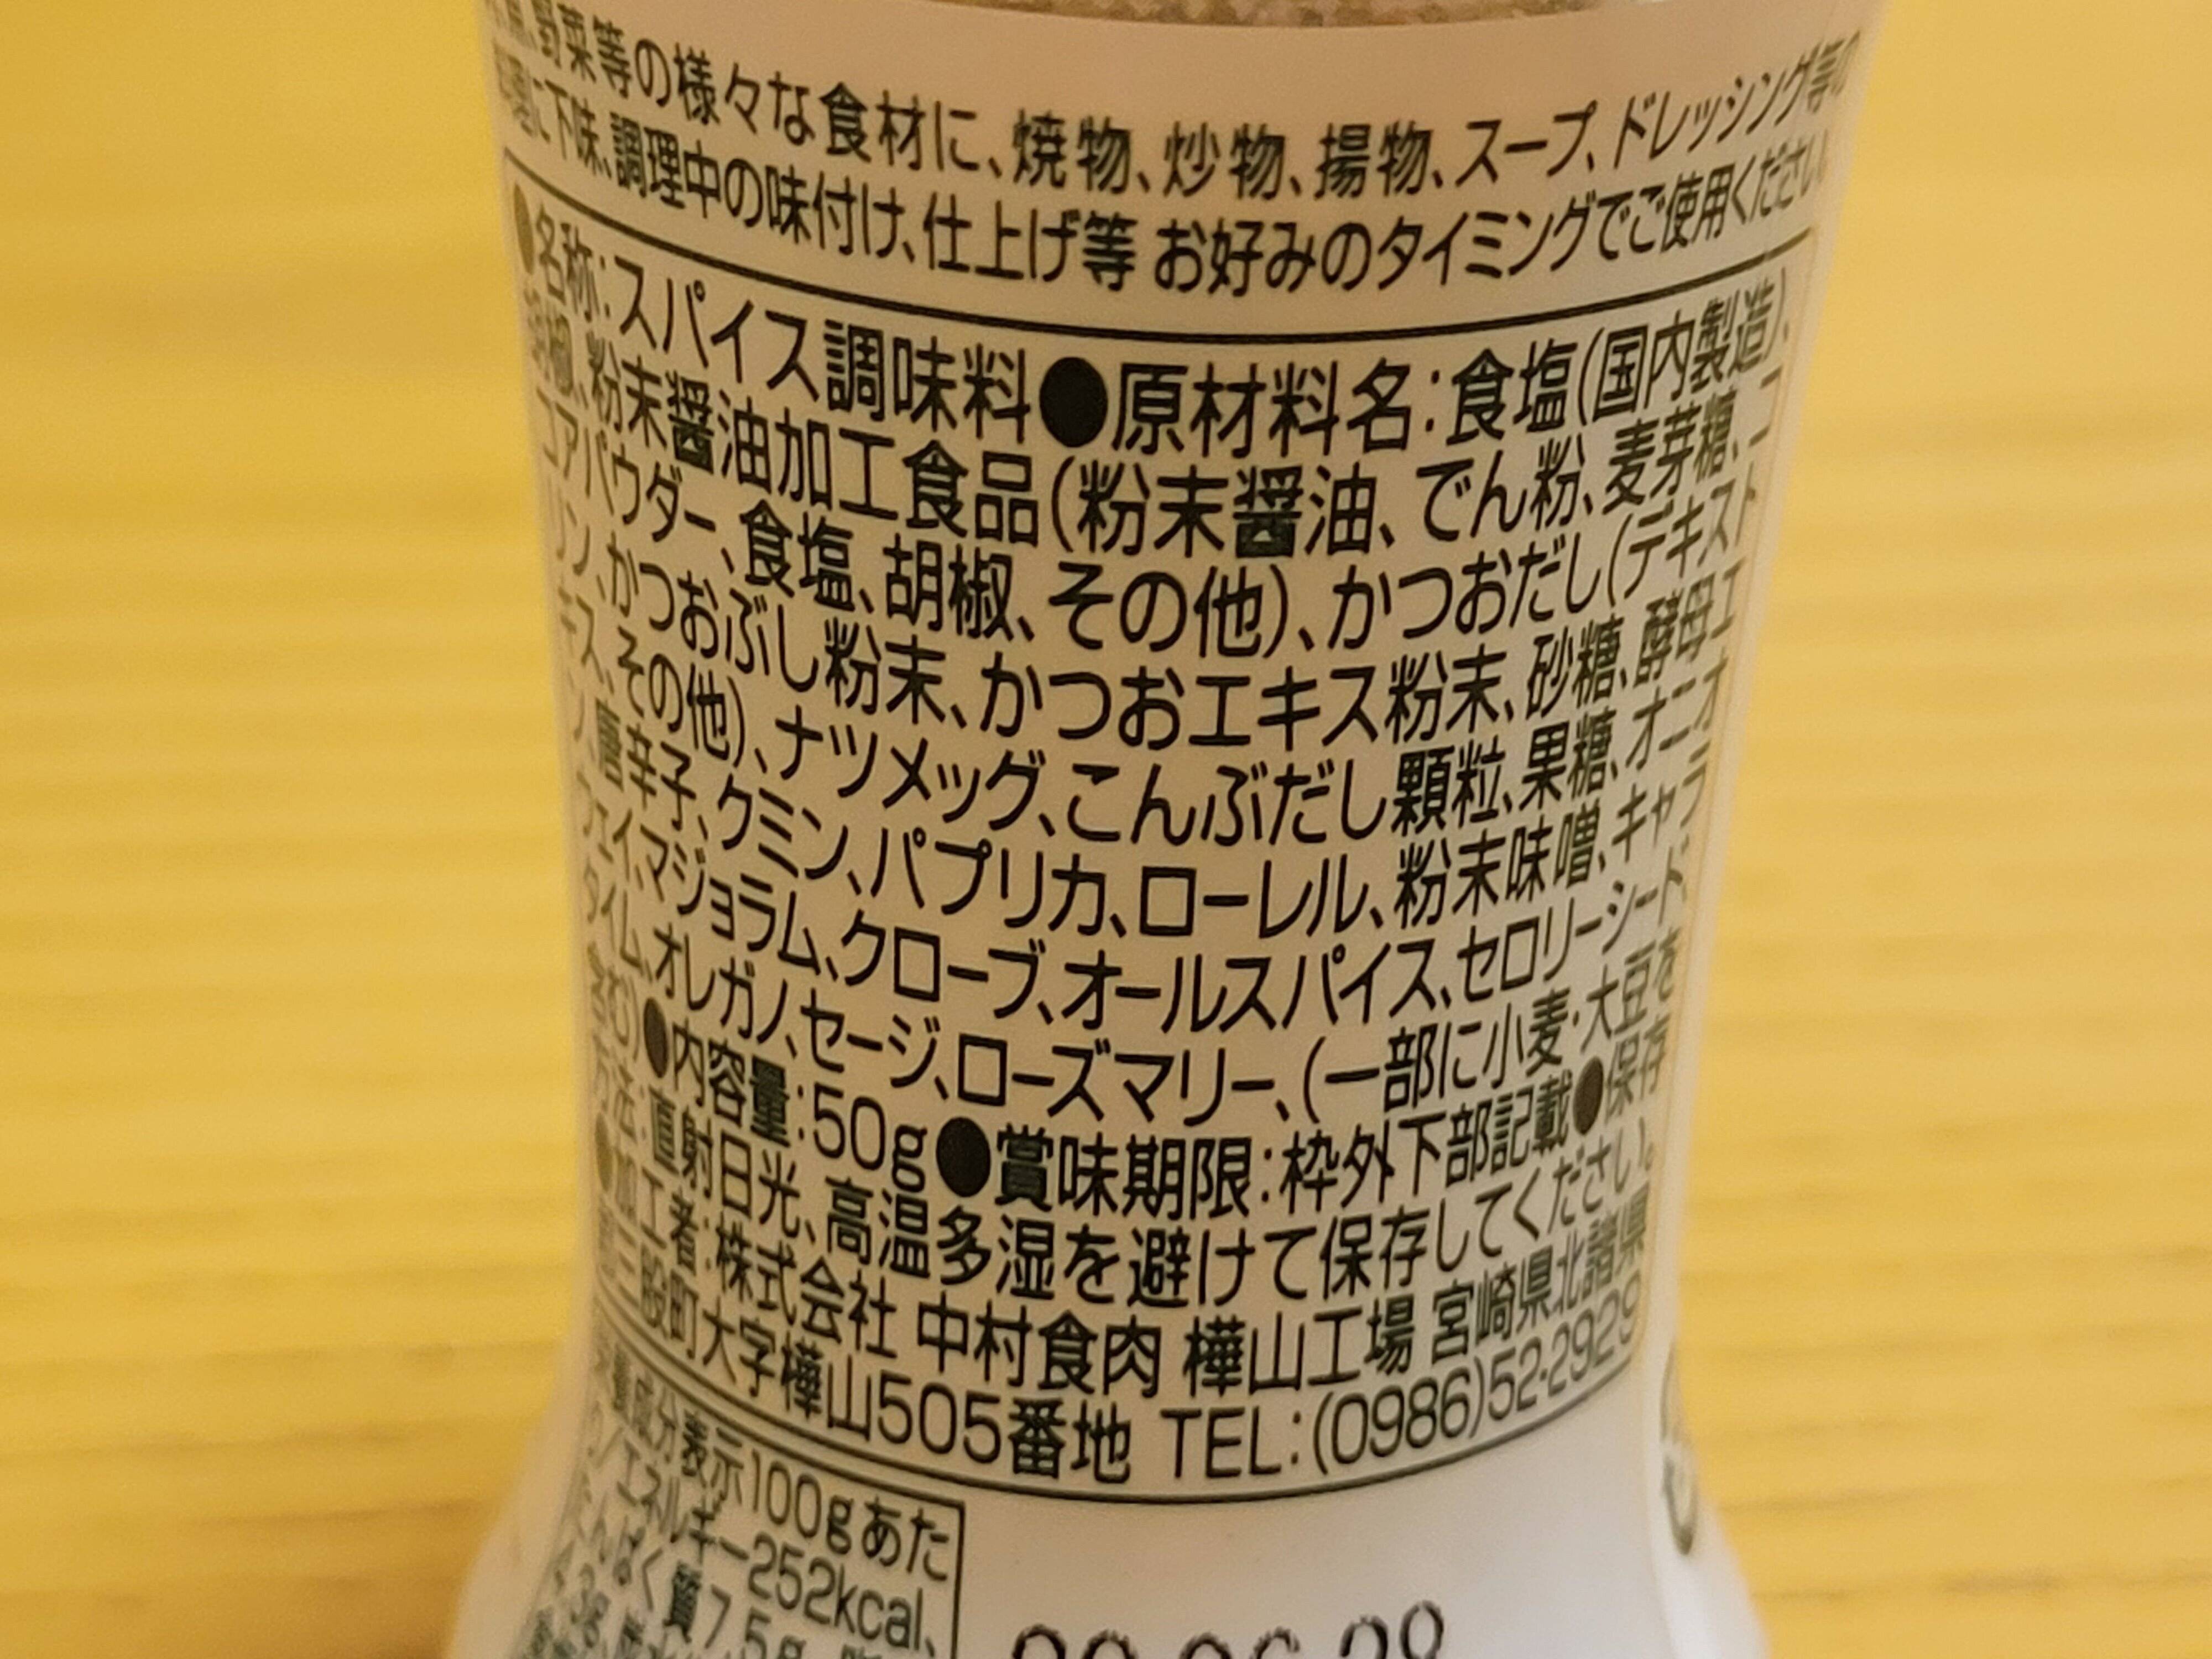 野菜等の様々な食材に、焼物、炒物、揚物、スープ、ドレッシング等の
に下味、調理中の味付け、仕上げ等 お好みのタイミングでご使用ください
●名称:スパイス調味料●原材料名:食塩(国内製造)、
胡椒、粉末醤油加工食品(粉末醤油、でん粉、麦芽糖、コ
コアパウダー、食塩、胡椒、その他)、かつおだし(デキスト
リン、かつおぶし粉末、かつおエキス粉末、砂糖、酵母エ
キス、その他)、ナツメッグ、こんぶだし顆粒、果糖、オニオ
ン、唐辛子、クミン、パプリカ、ローレル、粉末味噌、キャラ
ウェイ、マジョラム、クローブ、オールスパイス、セロリーシード、
タイム、オレガノ、セージ、ローズマリー、(一部に小麦・大豆を
含む)●内容量:50g●賞味期限:枠外下部記載●保存
方法:直射日光、高温多湿を避けて保存してください。
●加工者:株式会社 中村食肉 樺山工場 宮崎県北諸県
郡三股町大字樺山505番地 TEL:(0986)52-2929
栄養成分表示100gあた
り/エネルギー252kcal、
たんぱく質7.5g、